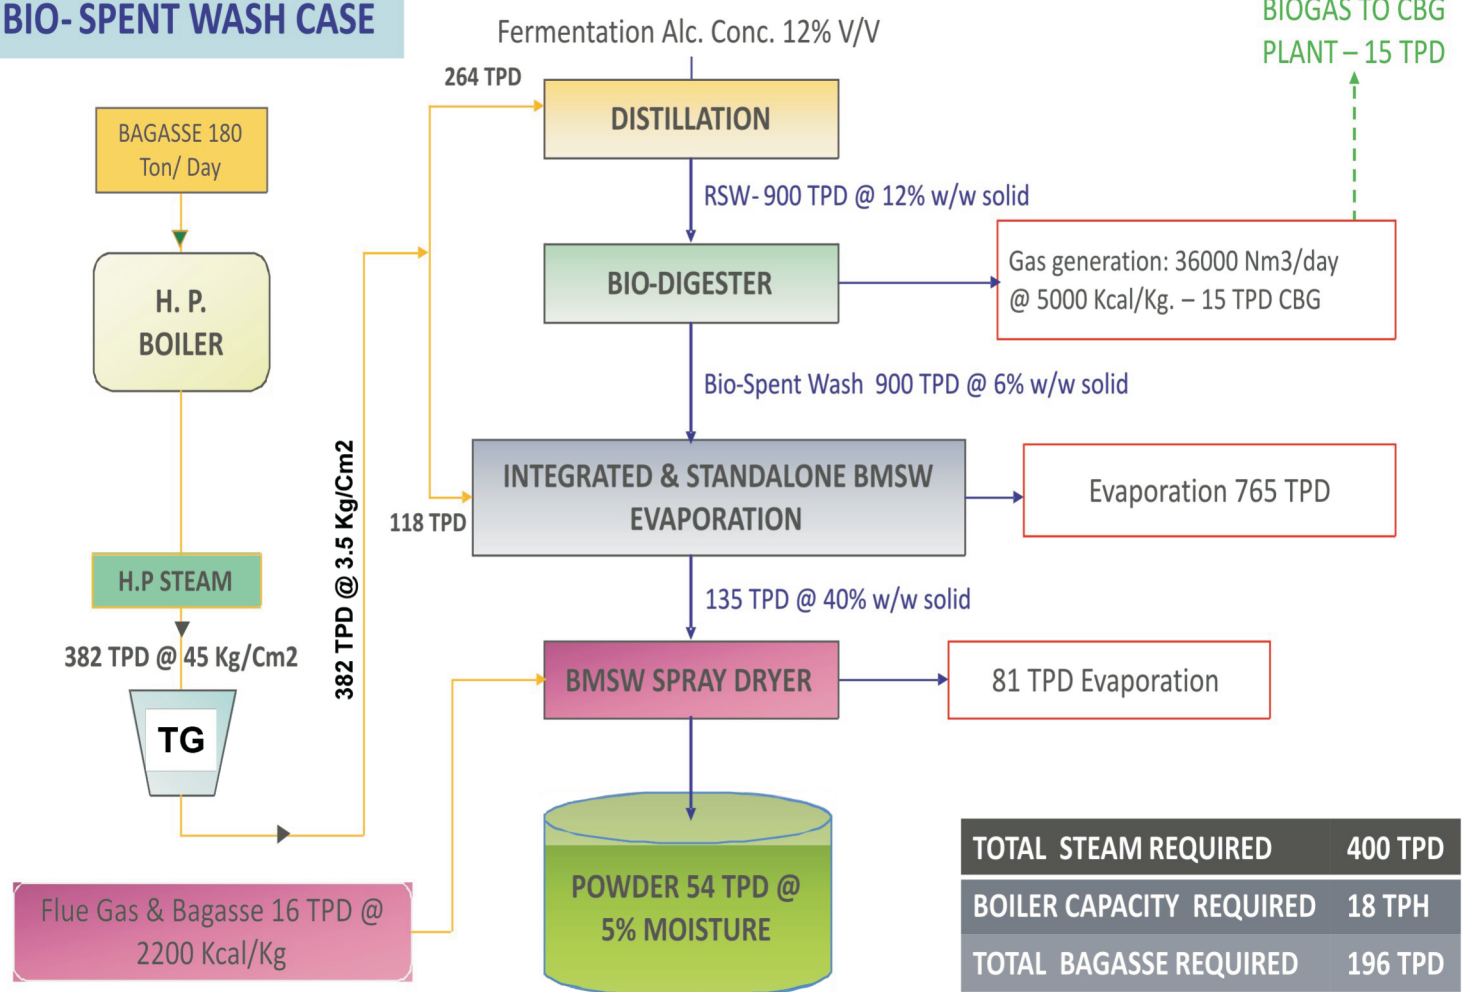 BIO- SPENT WASH CASE
Fermentation Alc. Conc. 12% V/V
BIOGAS TO CBG
PLANT – 15 TPD
264 TPD
DISTILLATION
BAGASSE 180
Ton/ Day
RSW- 900 TPD @ 12% w/w solid
H. P.
BOILER
BIO-DIGESTER
Gas generation: 36000 Nm3/day
@ 5000 Kcal/Kg. – 15 TPD CBG
Bio-Spent Wash 900 TPD @ 6% w/w solid
382 TPD @ 3.5 Kg/Cm2
INTEGRATED & STANDALONE BMSW
EVAPORATION
118 TPD
Evaporation 765 TPD
H.P STEAM
135 TPD @ 40% w/w solid
382 TPD @ 45 Kg/Cm2
TG
BMSW SPRAY DRYER
81 TPD Evaporation
Flue Gas & Bagasse 16 TPD @
2200 Kcal/Kg
POWDER 54 TPD @
5% MOISTURE
TOTAL STEAM REQUIRED 400 TPD
BOILER CAPACITY REQUIRED 18 TPH
TOTAL BAGASSE REQUIRED 196 TPD